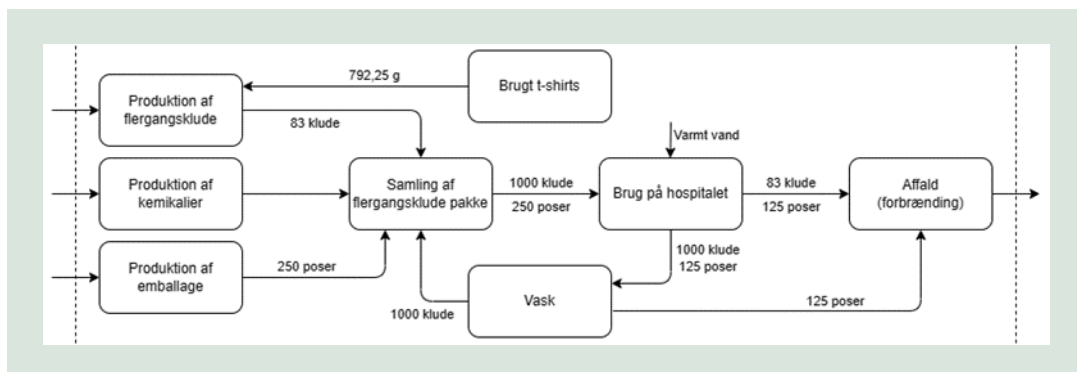 792,25 g
Brugt t-shirts
Produktion af
flergangsklude
83 klude
Varmt vand
Produktion af
kemikalier
Samling af
flergangsklude pakke
1000 klude
250 poser
Brug på hospitalet
83 klude
125 poser
Affald
(forbrænding)
Produktion af
emballage
250 poser
1000 klude
125 poser
Vask
1000 klude
125 poser